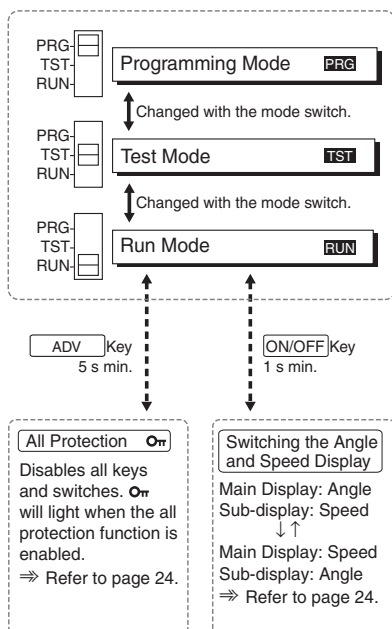 PRG
TST
RUN
Programming Mode PRG
Changed with the mode switch.
PRG
TST
RUN
Test Mode TST
Changed with the mode switch.
PRG
TST
RUN
Run Mode RUN
ADV Key
5 s min.
ON/OFF Key
1 s min.
All Protection
Disables all keys
and switches.
will light when the all
protection function is
enabled.
⇒ Refer to page 24.
Switching the Angle
and Speed Display
Main Display: Angle
Sub-display: Speed
↓↑
Main Display: Speed
Sub-display: Angle
⇒ Refer to page 24.